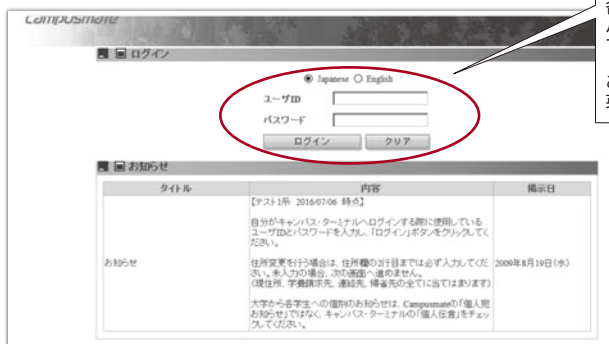 Campusmate
ログイン
Japanese English
ユーザID
パスワード
ログイン クリア
お知らせ
タイトル 内容 掲示日
【テスト1系 2016/07/06 時点】
自分がキャンパス・ターミナルへログインする際に使用している
ユーザIDとパスワードを入力し、「ログイン」ボタンをクリックしてく
ださい。
お知らせ
住所変更を行う場合は、住所欄の2行目までは必ず入力してくだ
さい。未入力の場合、次の画面へ進めません。
(現住所、学費請求先、連絡先、帰省先の全てに当てはまります)
2009年8月19日(水)
大学から各学生への個別のお知らせは、Campusmateの「個人宛
お知らせ」ではなく、キャンパス・ターミナルの「個人伝言」をチェッ
クしてください。